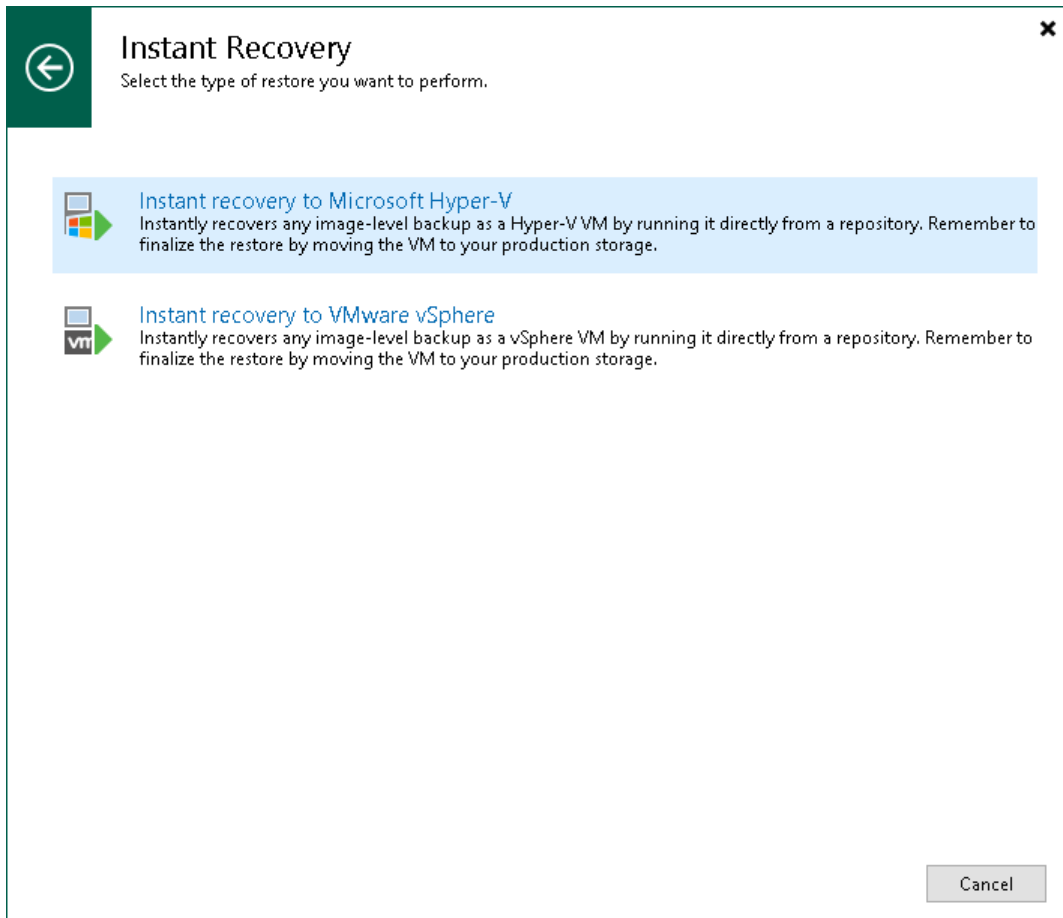 Instant Recovery
Select the type of restore you want to perform.
Instant recovery to Microsoft Hyper-V
Instantly recovers any image-level backup as a Hyper-V VM by running it directly from a repository. Remember to
finalize the restore by moving the VM to your production storage.
vm
Instant recovery to VMware vSphere
Instantly recovers any image-level backup as a vSphere VM by running it directly from a repository. Remember to
finalize the restore by moving the VM to your production storage.
Cancel